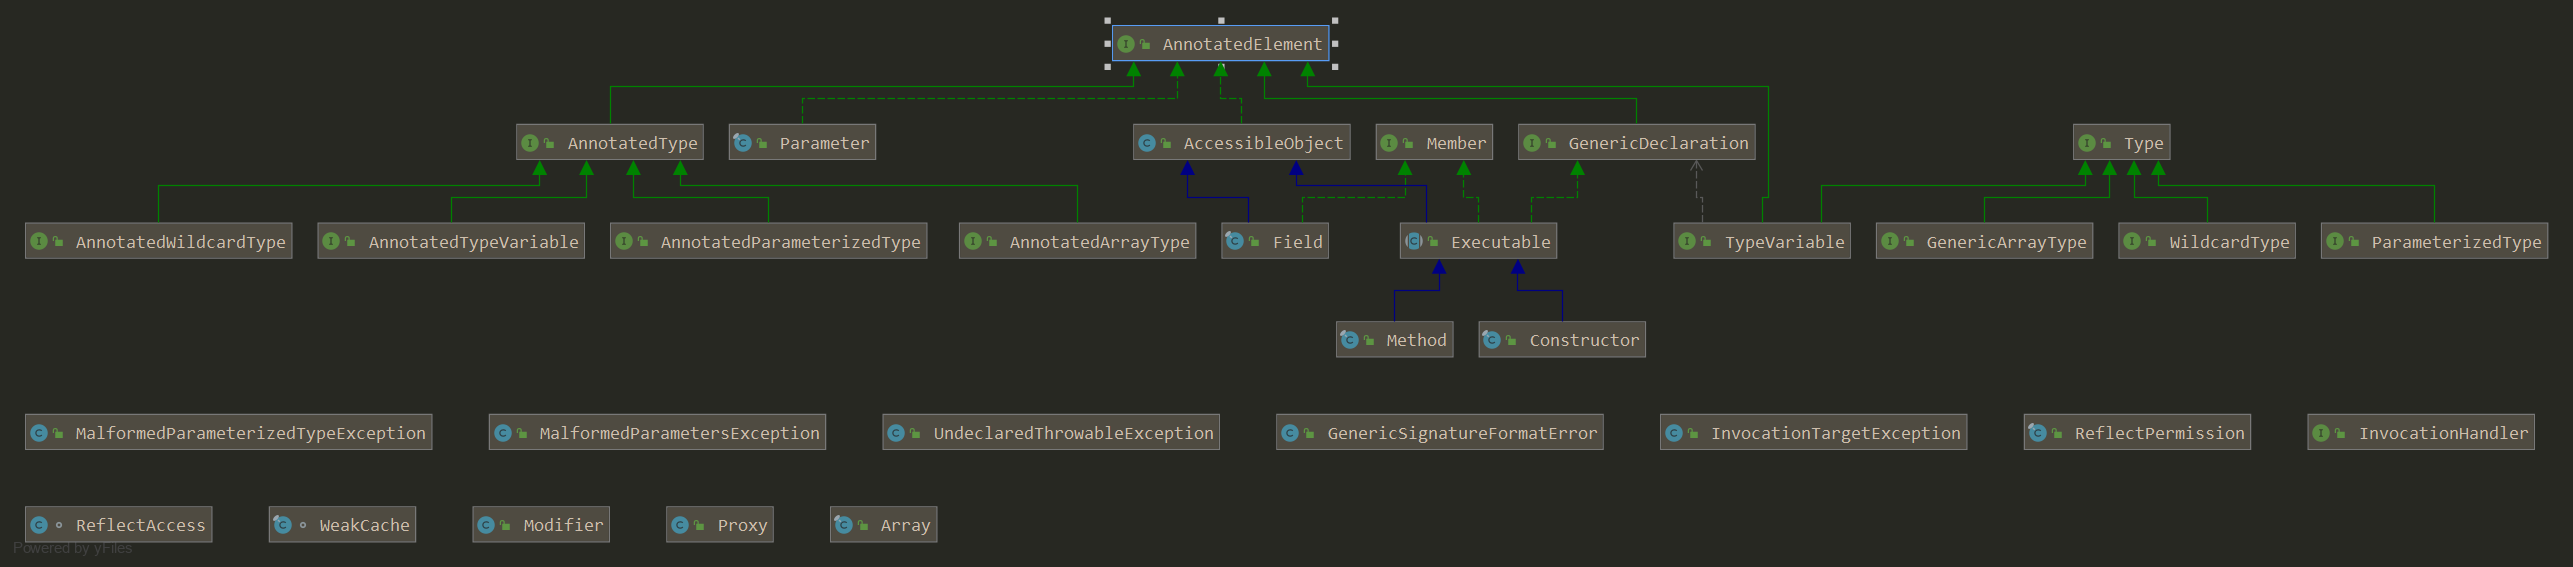 AnnotatedElement
AnnotatedType Parameter AccessibleObject Member GenericDeclaration Type
AnnotatedWildcardType AnnotatedTypeVariable AnnotatedParameterizedType AnnotatedArrayType Field Executable TypeVariable GenericArrayType WildcardType ParameterizedType
Method Constructor
MalformedParameterizedTypeException MalformedParametersException UndeclaredThrowableException GenericSignatureFormatError InvocationTargetException ReflectPermission InvocationHandler
ReflectAccess WeakCache Modifier Proxy Array
Powered by yFiles